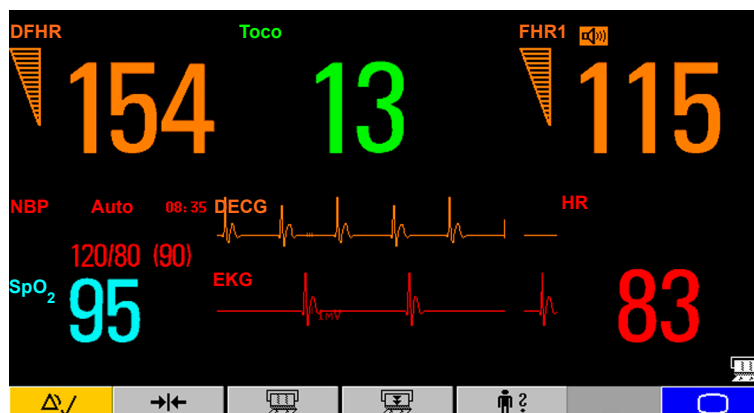 DFHR Toco FHR1
154 13 115
NBP Auto 08:35 DECG HR
120/80 (90)
SpO2 EKG
95 83
1mV
?